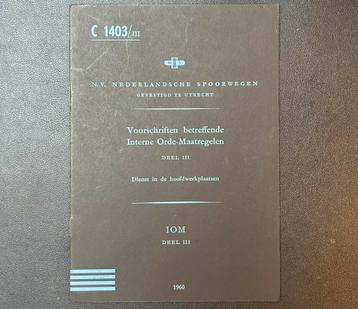 C 1403/III
N.V. NEDERLANDSCHE SPOORWEGEN
GEVESTIGD TE UTRECHT
Voorschriften betreffende
Interne Orde-Maatregelen
DEEL III
Dienst in de hoofdwerkplaatsen
IOM
DEEL III
1960